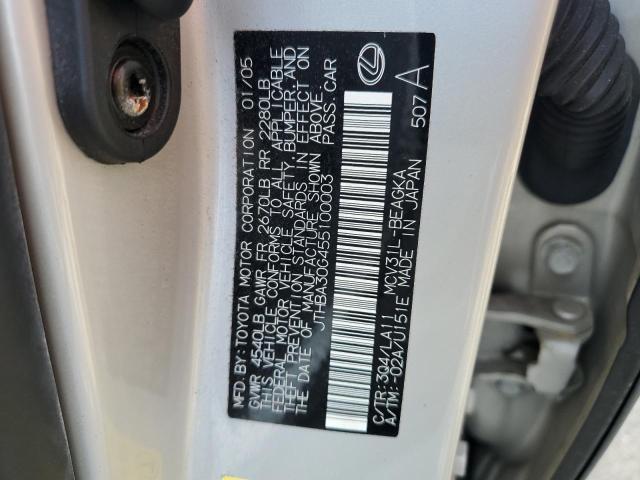 MFD. BY: TOYOTA MOTOR CORPORATION 01/05
GVWR 4540LB GAWR FR 2670LB RR 2280LB
THIS VEHICLE CONFORMS TO ALL APPLICABLE
FEDERAL MOTOR VEHICLE SAFETY, BUMPER, AND
THEFT PREVENTION STANDARDS IN EFFECT ON
THE DATE OF MANUFACTURE SHOWN ABOVE.
JTHBA30G455100003 PASS. CAR
C/TR: 3Q4/LA11 MCV31L-BEAGKA
A/TM: -02A/U151E MADE IN JAPAN 507 A